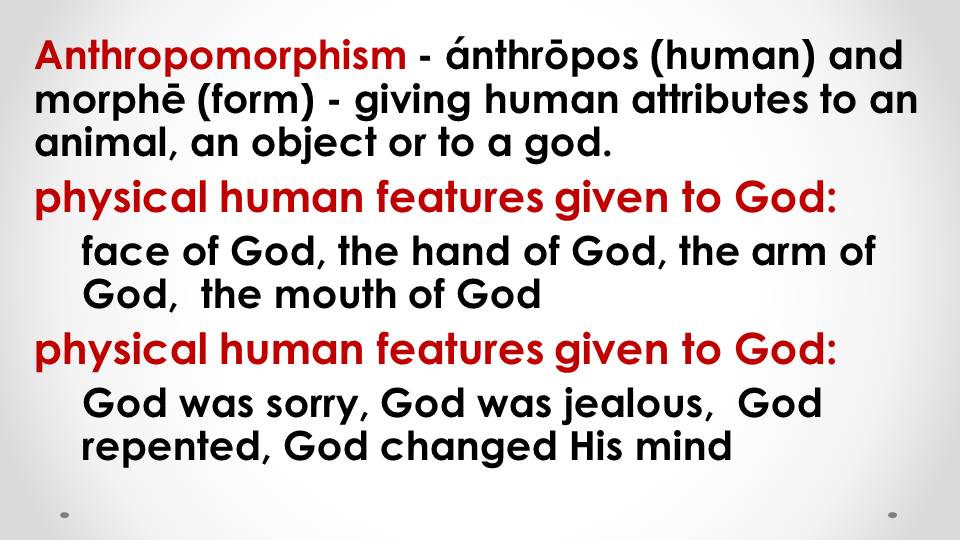 Anthropomorphism - ánthrōpos (human) and
morphē (form) - giving human attributes to an
animal, an object or to a god.
physical human features given to God:
face of God, the hand of God, the arm of
God,  the mouth of God
physical human features given to God:
God was sorry, God was jealous,  God
repented, God changed His mind